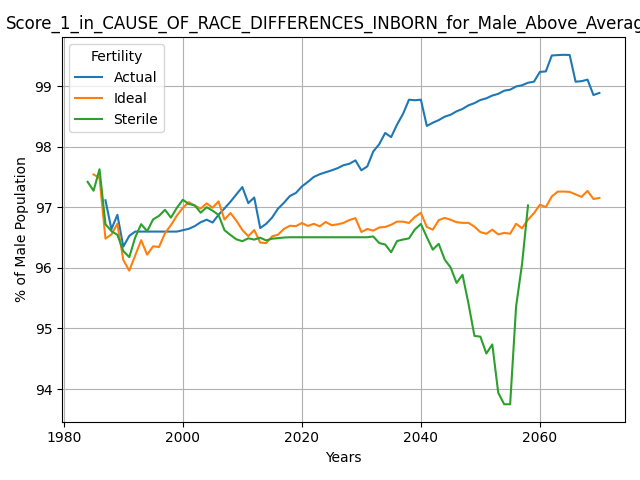 Score_1_in_CAUSE_OF_RACE_DIFFERENCES_INBORN_for_Male_Above_Averag
Fertility
Actual
Ideal
Sterile
99
98
97
96
95
94
% of Male Population
1980 2000 2020 2040 2060
Years